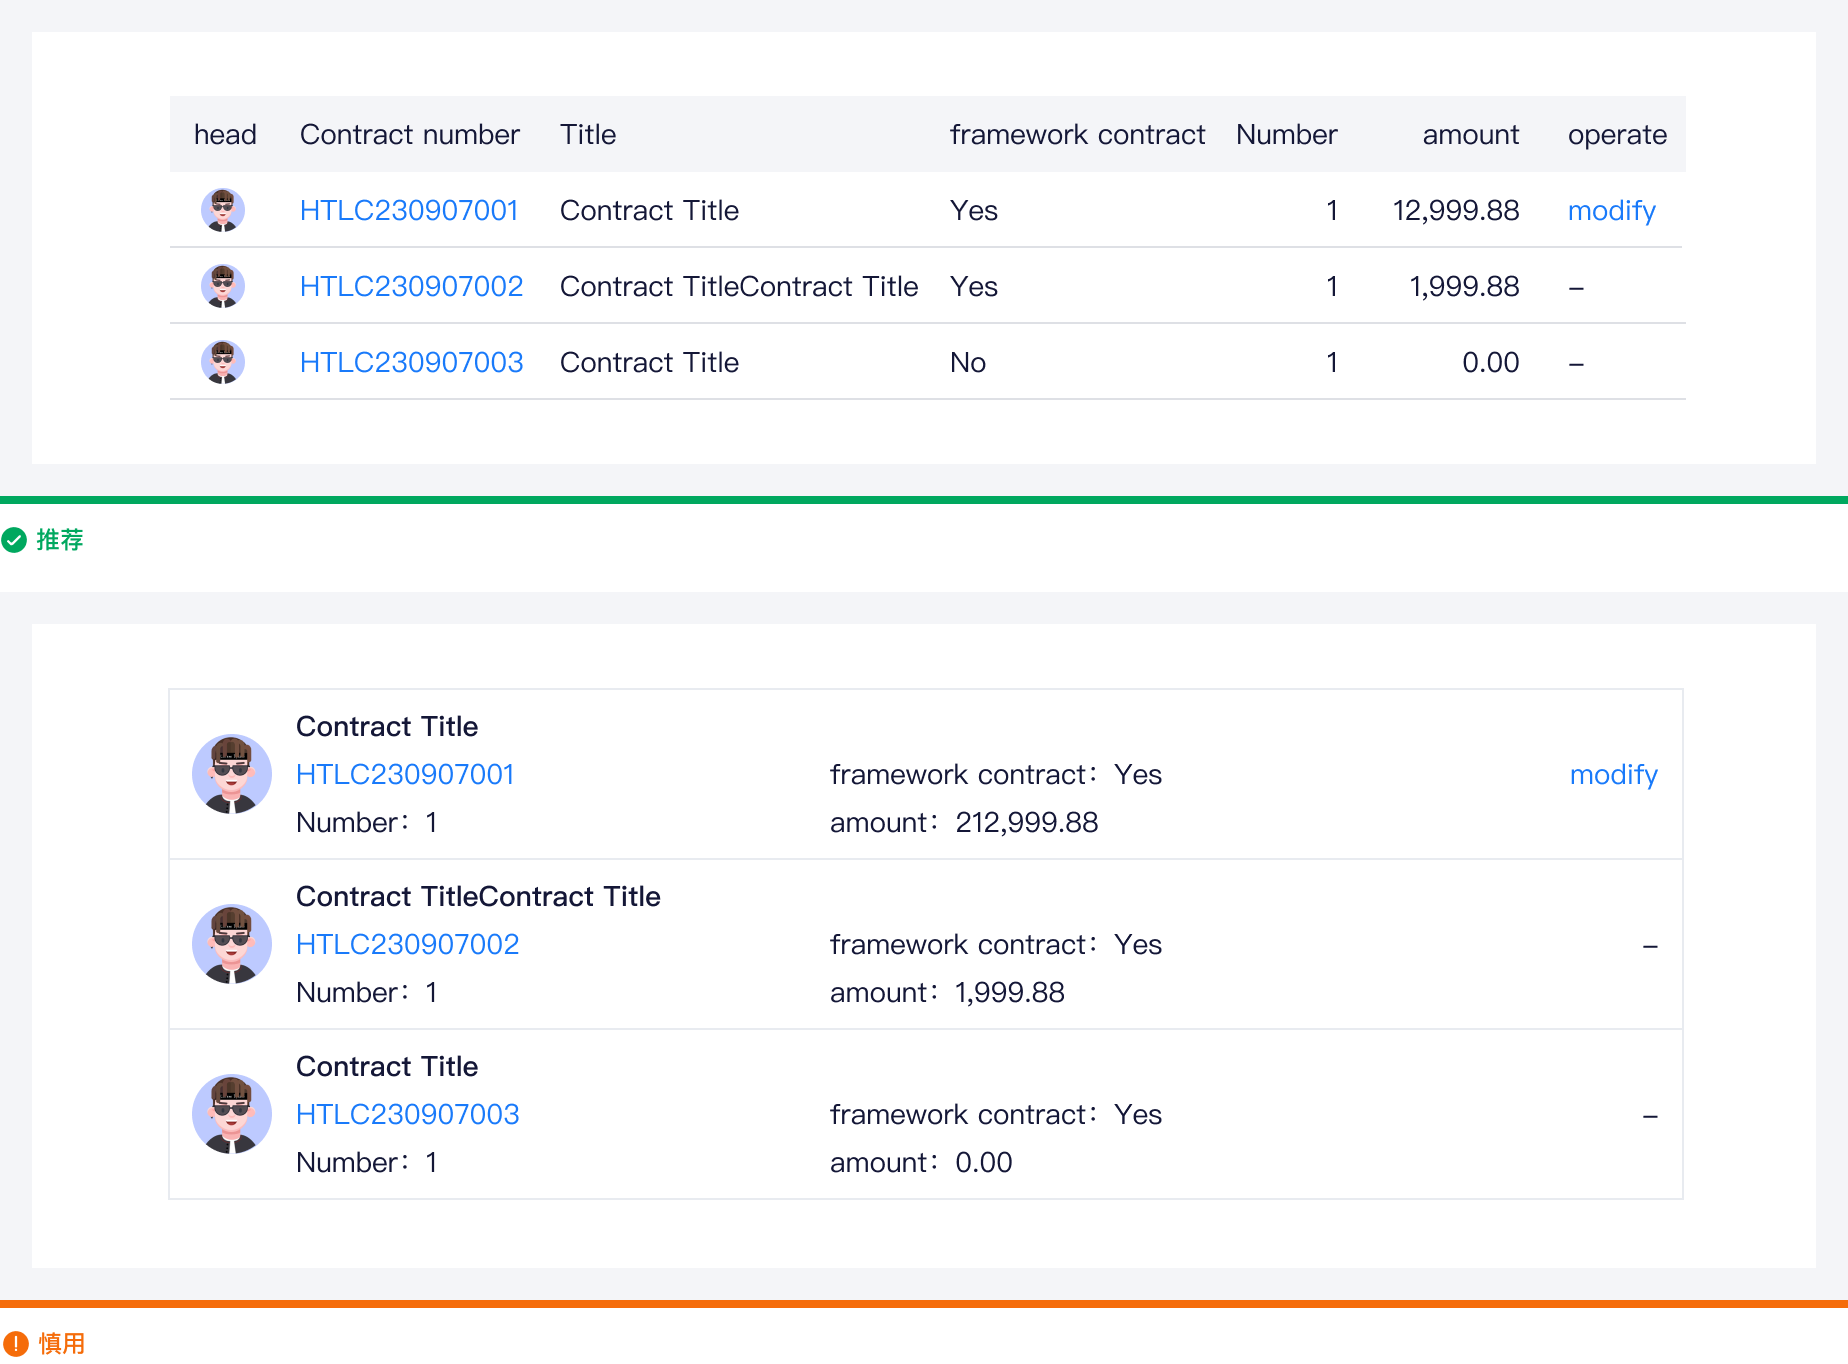 head Contract number Title framework contract Number amount operate
HTLC230907001 Contract Title Yes 1 12,999.88 modify
HTLC230907002 Contract TitleContract Title Yes 1 1,999.88 –
HTLC230907003 Contract Title No 1 0.00 –
推荐
Contract Title
HTLC230907001 framework contract：Yes modify
Number：1 amount：212,999.88
Contract TitleContract Title
HTLC230907002 framework contract：Yes –
Number：1 amount：1,999.88
Contract Title
HTLC230907003 framework contract：Yes –
Number：1 amount：0.00
慎用